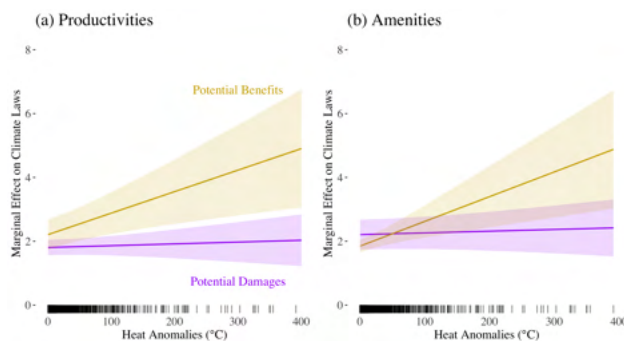 (a) Productivities
(b) Amenities
Marginal Effect on Climate Laws
8
6
4
2
0
Potential Benefits
Potential Damages
0
100
200
300
400
Heat Anomalies (°C)
Marginal Effect on Climate Laws
8
6
4
2
0
0
100
200
300
400
Heat Anomalies (°C)